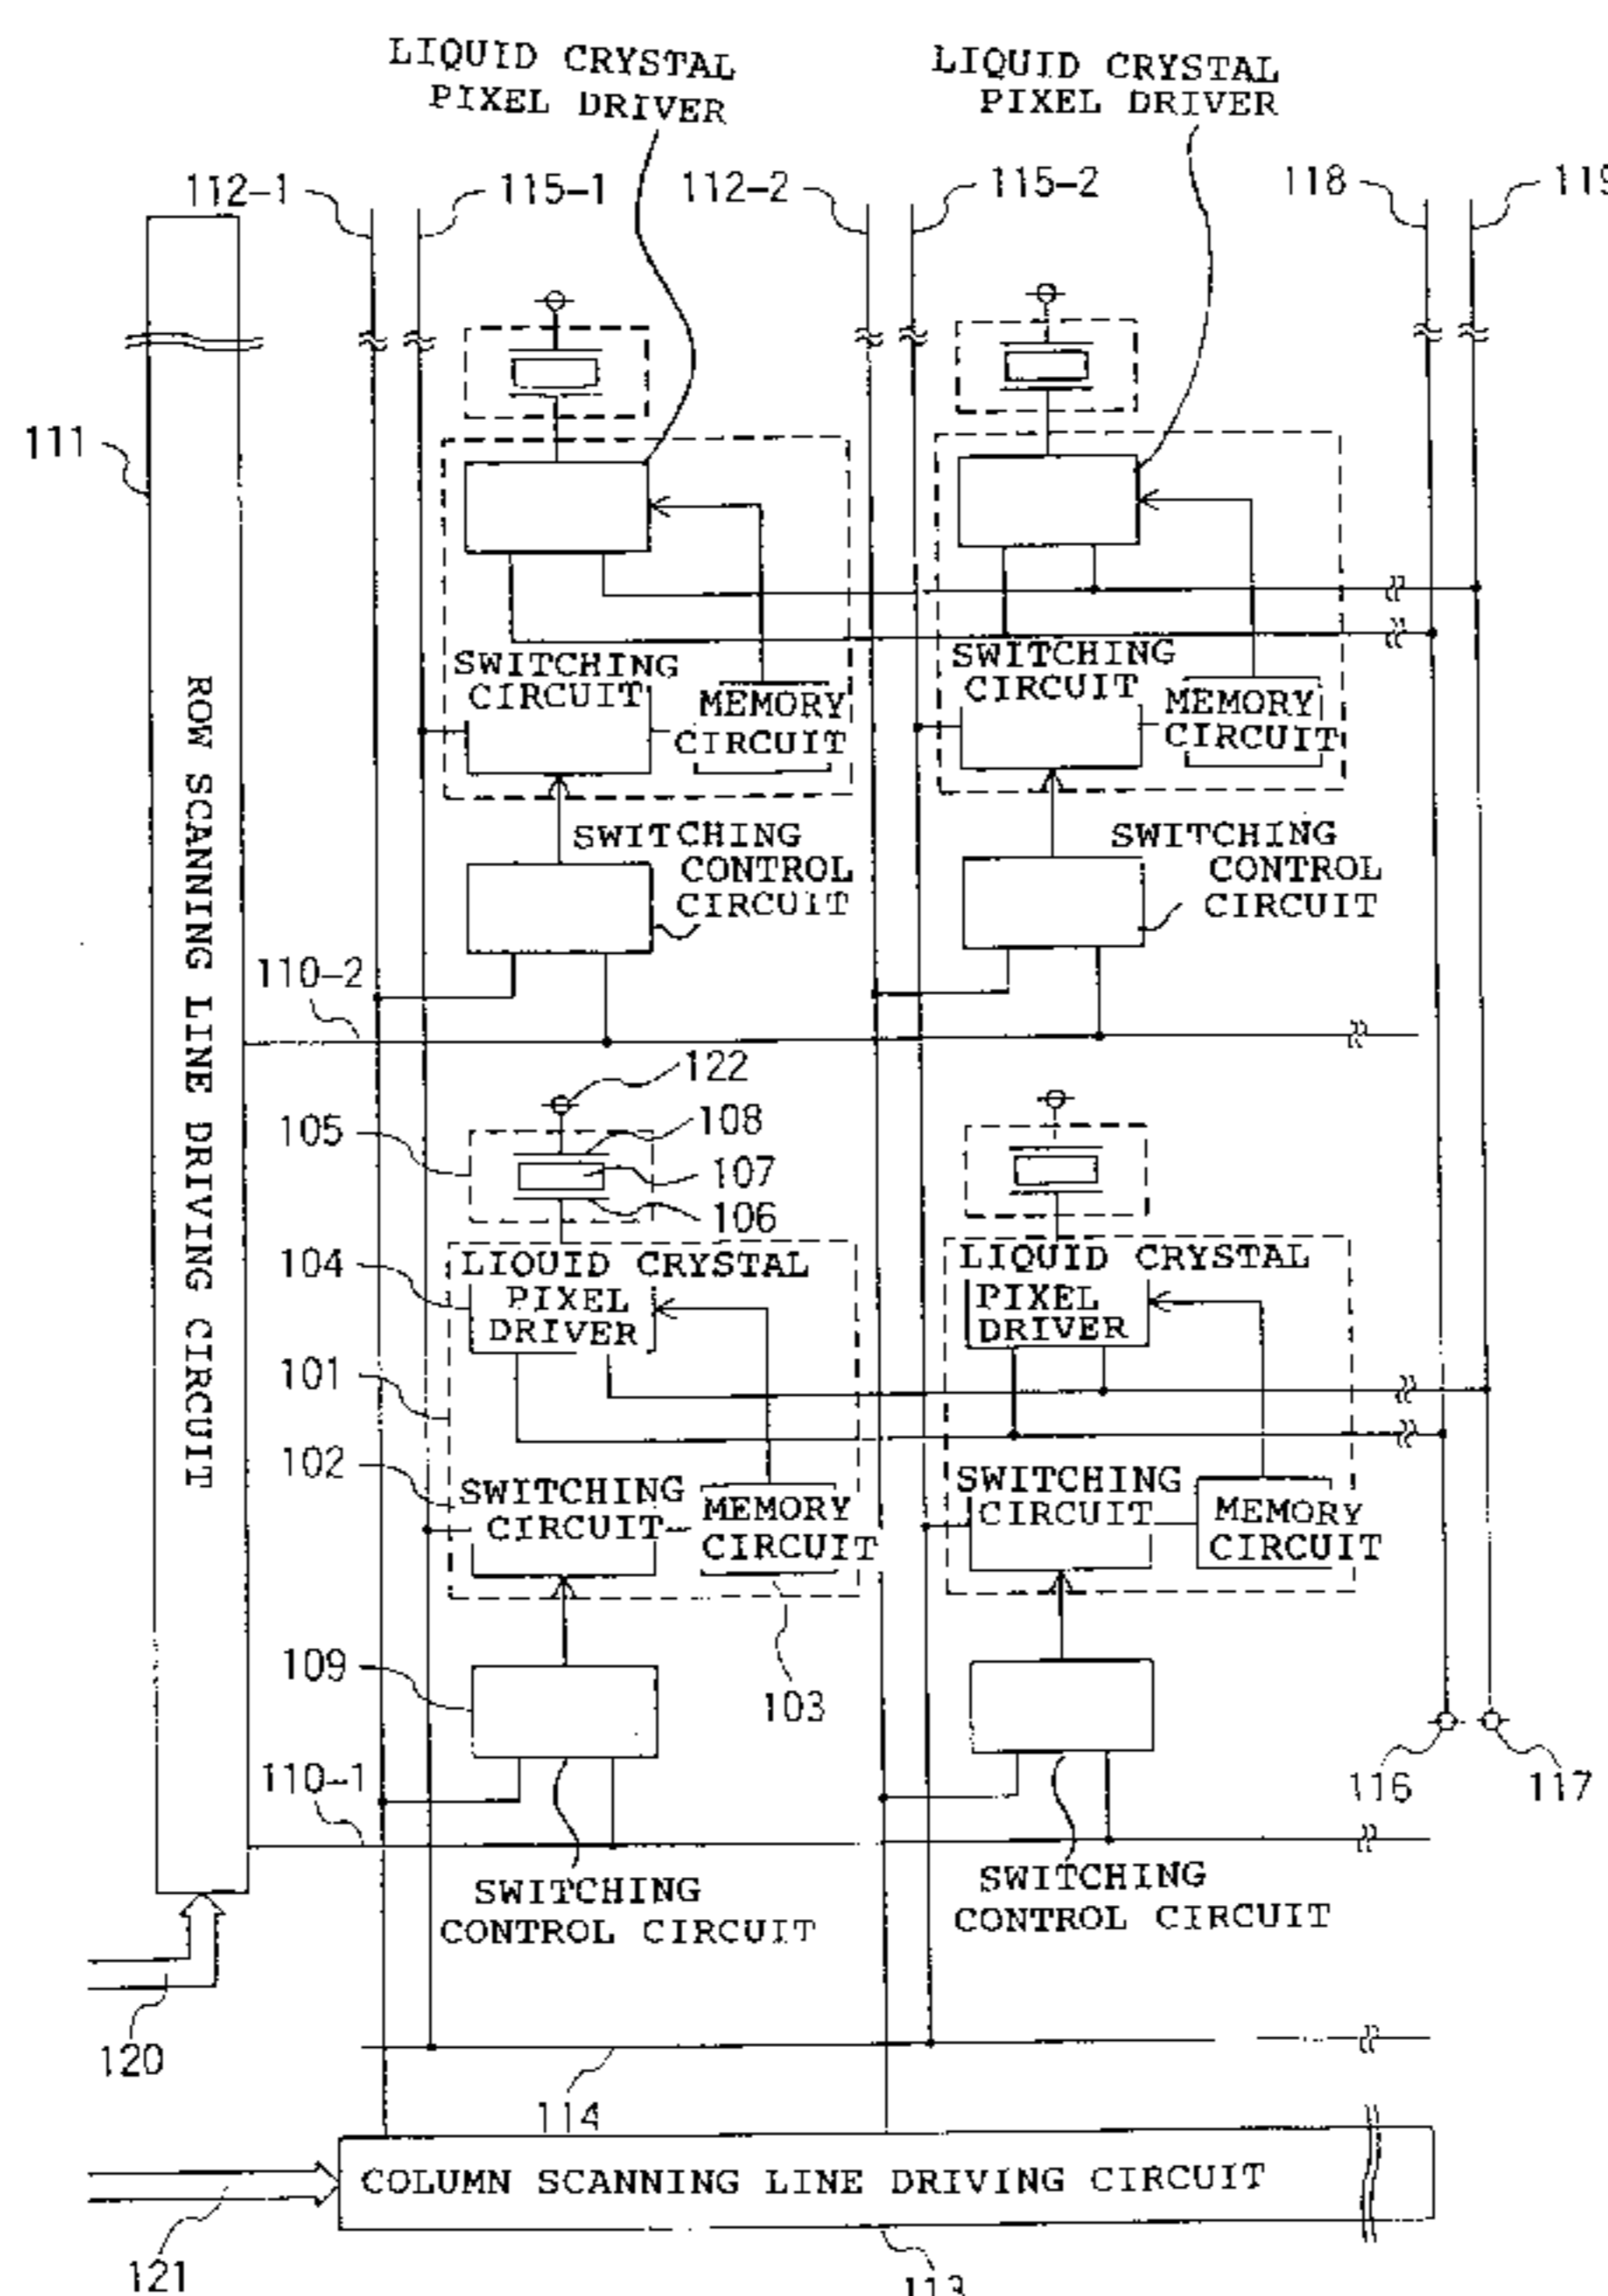 LIQUID CRYSTAL
PIXEL DRIVER
LIQUID CRYSTAL
PIXEL DRIVER
112-1
115-1
112-2
115-2
118
111
ROW SCANNING LINE DRIVING CIRCUIT
SWITCHING
CIRCUIT
MEMORY
CIRCUIT
SWITCHING
CIRCUIT
MEMORY
CIRCUIT
SWITCHING
CONTROL
CIRCUIT
SWITCHING
CONTROL
CIRCUIT
110-2
122
105
108
107
106
104
LIQUID CRYSTAL
PIXEL
DRIVER
LIQUID CRYSTAL
PIXEL
DRIVER
101
102
SWITCHING
CIRCUIT
MEMORY
CIRCUIT
SWITCHING
CIRCUIT
MEMORY
CIRCUIT
109
103
116
117
110-1
SWITCHING
CONTROL CIRCUIT
SWITCHING
CONTROL CIRCUIT
120
114
COLUMN SCANNING LINE DRIVING CIRCUIT
121
113